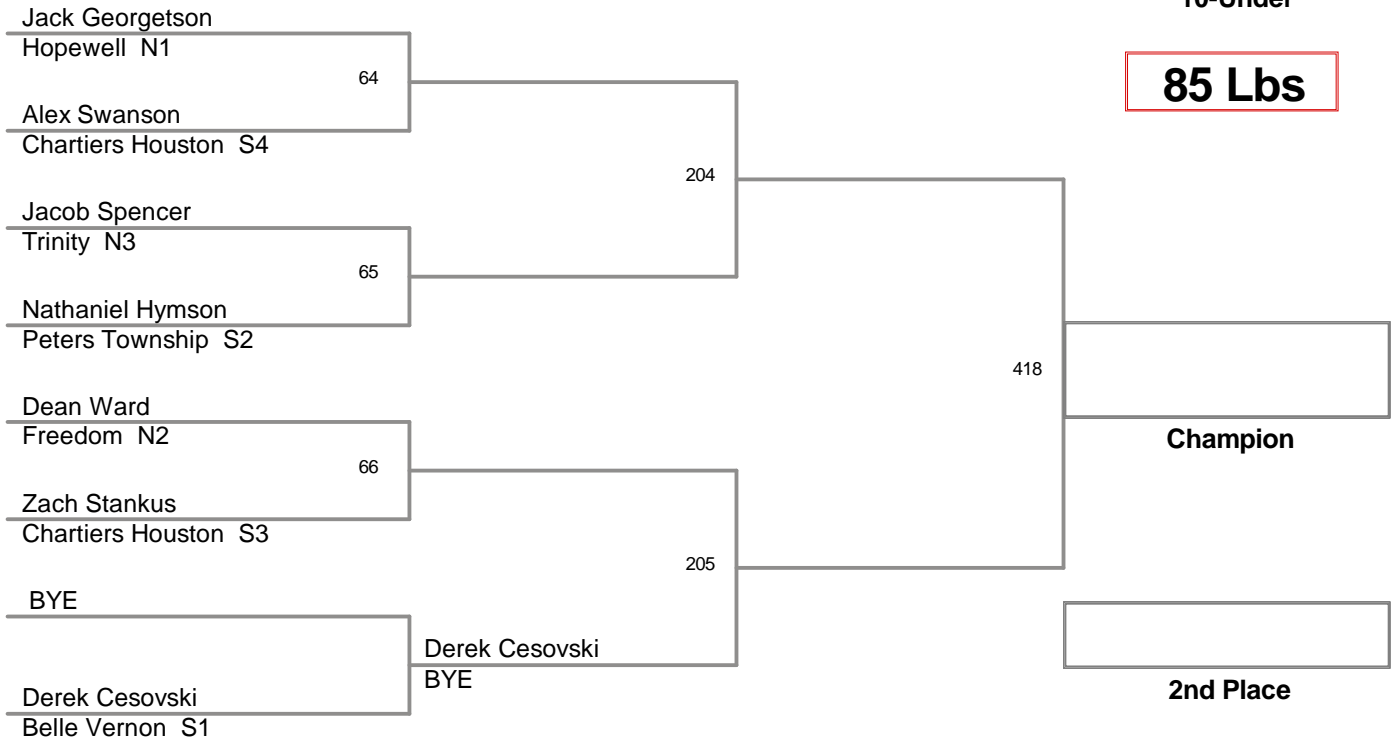 10-Under
85 Lbs
Jack Georgetson
Hopewell N1
64
Alex Swanson
Chartiers Houston S4
204
Jacob Spencer
Trinity N3
65
Nathaniel Hymson
Peters Township S2
418
Champion
Dean Ward
Freedom N2
66
Zach Stankus
Chartiers Houston S3
205
BYE
Derek Cesovski
BYE
Derek Cesovski
Belle Vernon S1
2nd Place